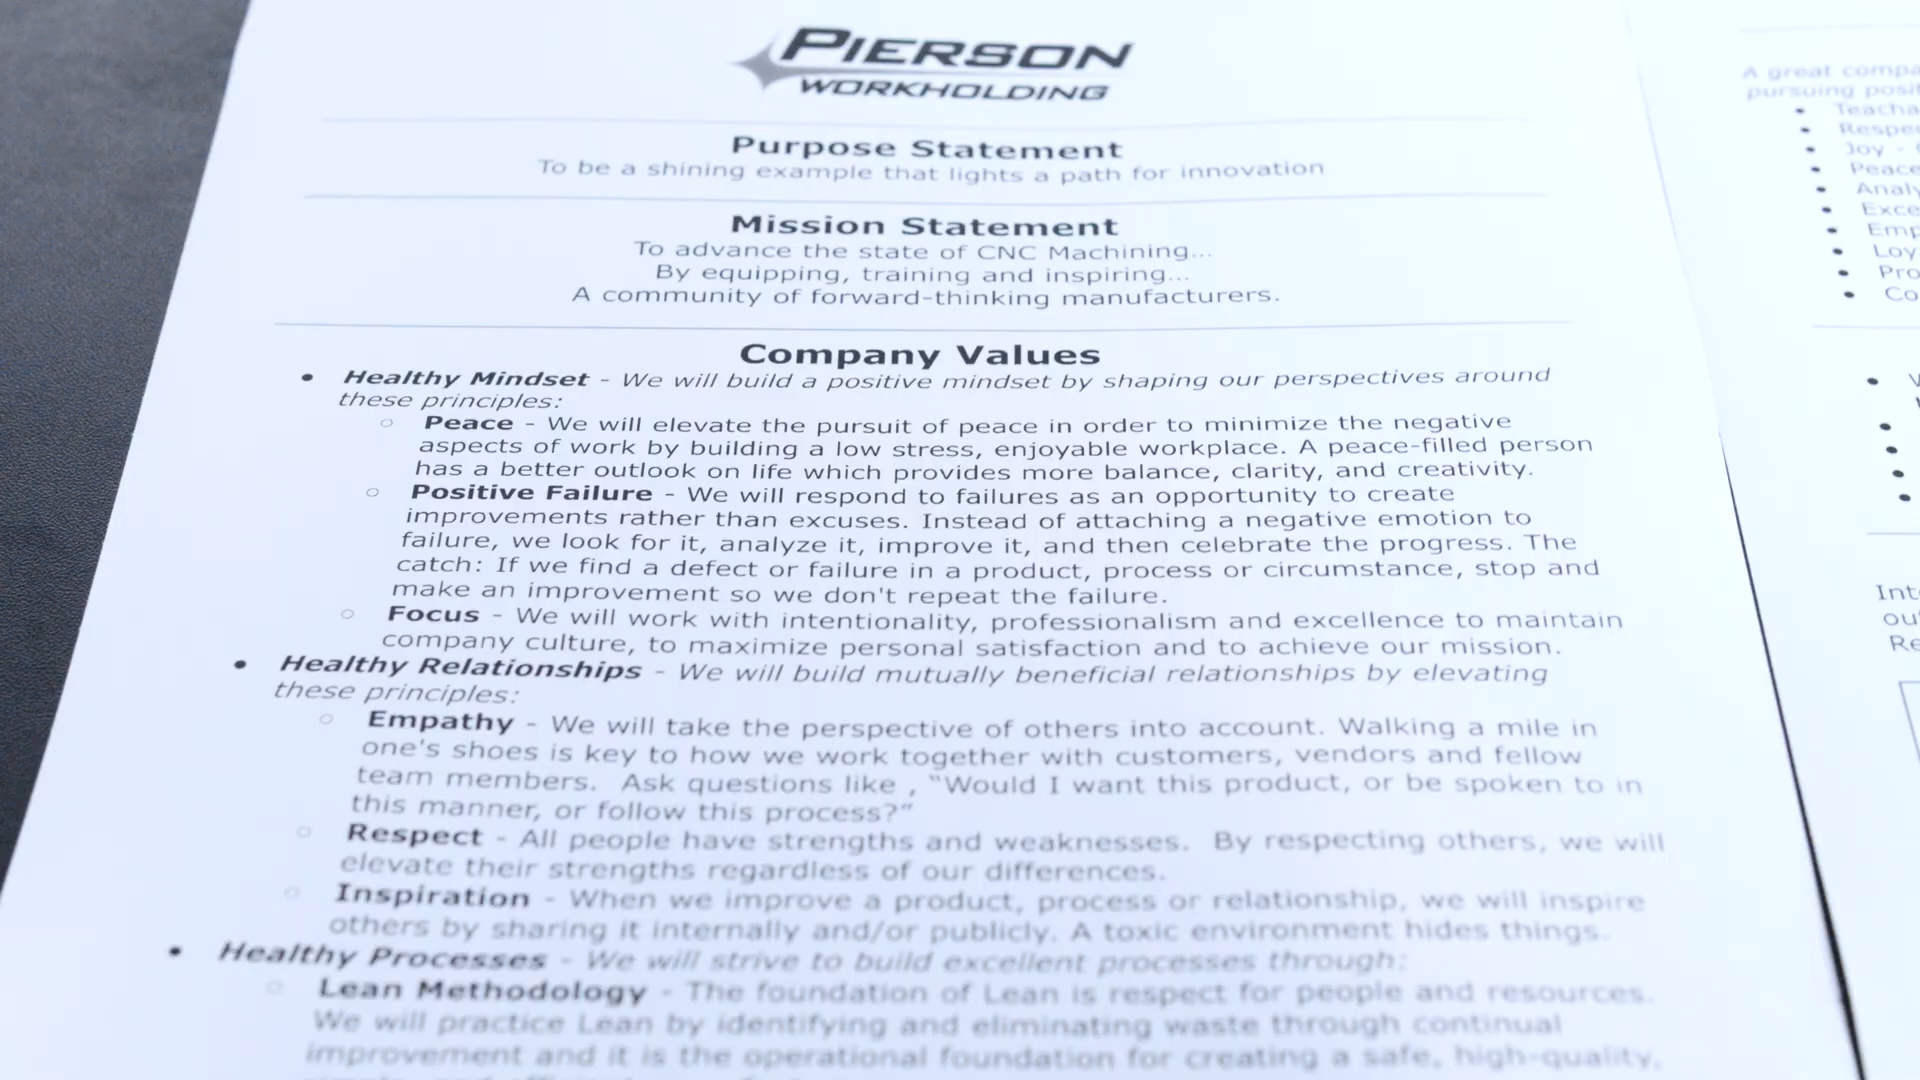 PIERSON
WORKHOLDING
Purpose Statement
To be a shining example that lights a path for innovation
Mission Statement
To advance the state of CNC Machining...
By equipping, training and inspiring...
A community of forward-thinking manufacturers.
Company Values
• Healthy Mindset - We will build a positive mindset by shaping our perspectives around
these principles:
○ Peace - We will elevate the pursuit of peace in order to minimize the negative
aspects of work by building a low stress, enjoyable workplace. A peace-filled person
has a better outlook on life which provides more balance, clarity, and creativity.
○ Positive Failure - We will respond to failures as an opportunity to create
improvements rather than excuses. Instead of attaching a negative emotion to
failure, we look for it, analyze it, improve it, and then celebrate the progress. The
catch: If we find a defect or failure in a product, process or circumstance, stop and
make an improvement so we don't repeat the failure.
○ Focus - We will work with intentionality, professionalism and excellence to maintain
company culture, to maximize personal satisfaction and to achieve our mission.
• Healthy Relationships - We will build mutually beneficial relationships by elevating
these principles:
○ Empathy - We will take the perspective of others into account. Walking a mile in
one's shoes is key to how we work together with customers, vendors and fellow
team members.  Ask questions like , “Would I want this product, or be spoken to in
this manner, or follow this process?”
○ Respect - All people have strengths and weaknesses.  By respecting others, we will
elevate their strengths regardless of our differences.
○ Inspiration - When we improve a product, process or relationship, we will inspire
others by sharing it internally and/or publicly. A toxic environment hides things.
• Healthy Processes - We will strive to build excellent processes through:
○ Lean Methodology - The foundation of Lean is respect for people and resources.
We will practice Lean by identifying and eliminating waste through continual
improvement and it is the operational foundation for creating a safe, high-quality,
A great compa
pursuing posit
• Teacha
• Respec
• Joy -
• Peace
• Analy
• Exce
• Emp
• Loy
• Pro
• Co
Int
ou
Re